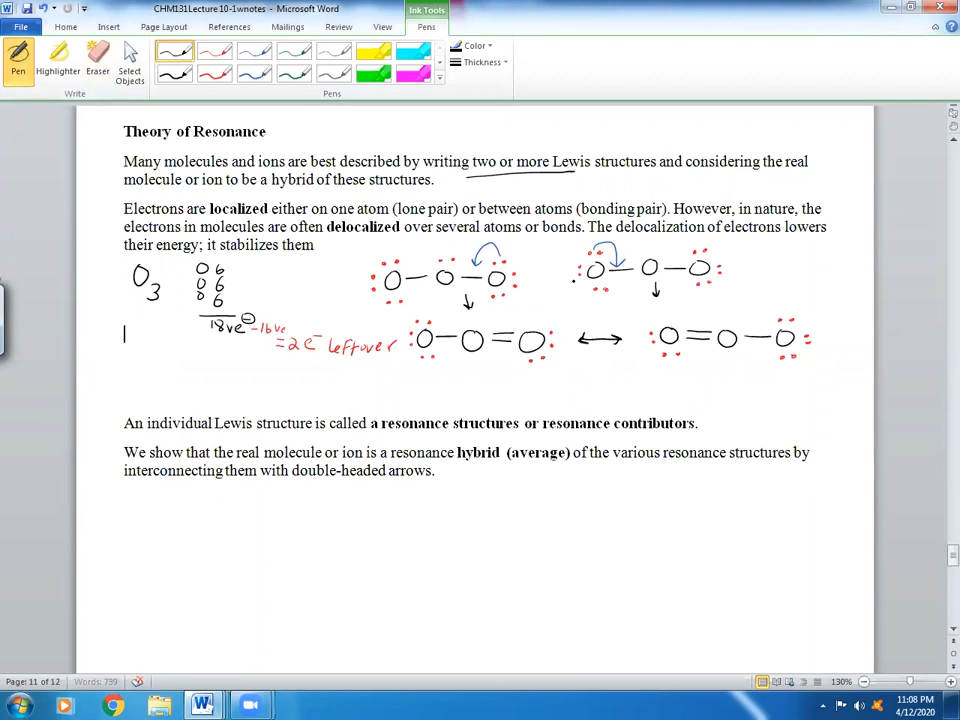 CHM131Lecture 10-1wnotes - Microsoft Word
Ink Tools
File Home Insert Page Layout References Mailings Review View Pens
Pen Highlighter Eraser Select Objects
Color
Thickness
Write
Pens
Theory of Resonance
Many molecules and ions are best described by writing two or more Lewis structures and considering the real
molecule or ion to be a hybrid of these structures.
Electrons are localized either on one atom (lone pair) or between atoms (bonding pair). However, in nature, the
electrons in molecules are often delocalized over several atoms or bonds. The delocalization of electrons lowers
their energy; it stabilizes them
O3
O 6
O 6
O 6
18ve⊖ -16ve
=2e⁻ leftover
O — O — O
O — O — O
O — O = O ↔ O = O — O
An individual Lewis structure is called a resonance structures or resonance contributors.
We show that the real molecule or ion is a resonance hybrid (average) of the various resonance structures by
interconnecting them with double-headed arrows.
Page: 11 of 12 Words: 739 130%
11:08 PM
4/12/2020